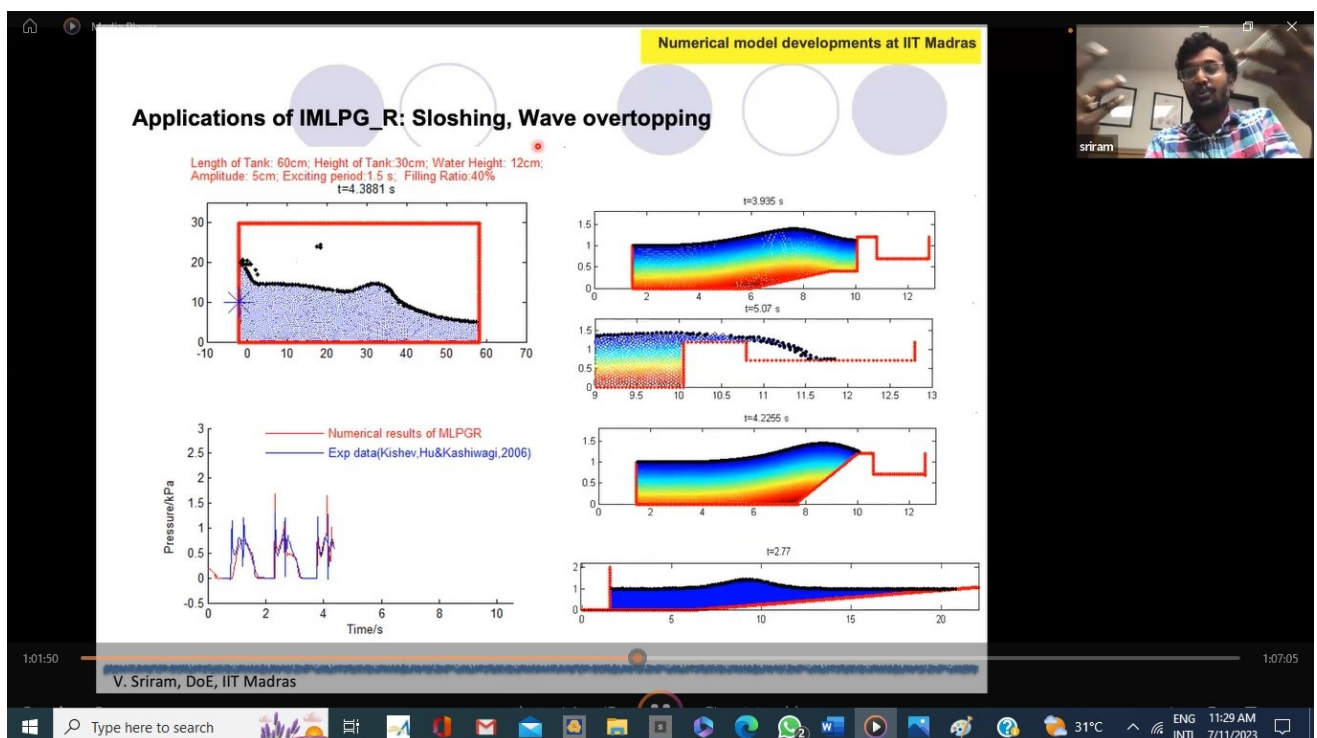 Numerical model developments at IIT Madras
sriram
Applications of IMLPG_R: Sloshing, Wave overtopping
Length of Tank: 60cm; Height of Tank:30cm; Water Height: 12cm;
Amplitude: 5cm; Exciting period:1.5 s; Filling Ratio:40%
t=4.3881 s
30
20
10
0
-10 0 10 20 30 40 50 60 70
t=3.935 s
1.5
1
0.5
0
0 2 4 6 8 10 12
t=5.07 s
1.5
1
0.5
0
9 9.5 10 10.5 11 11.5 12 12.5 13
t=4.2255 s
1.5
1
0.5
0
0 2 4 6 8 10 12
t=2.77
2
1
0
0 5 10 15 20
Numerical results of MLPGR
Exp data(Kishev,Hu&Kashiwagi,2006)
Pressure/kPa
3
2.5
2
1.5
1
0.5
0
-0.5
0 2 4 6 8 10
Time/s
1:01:50
1:07:05
V. Sriram, DoE, IIT Madras
Type here to search
2
31°C
ENG
INTL
11:29 AM
7/11/2023